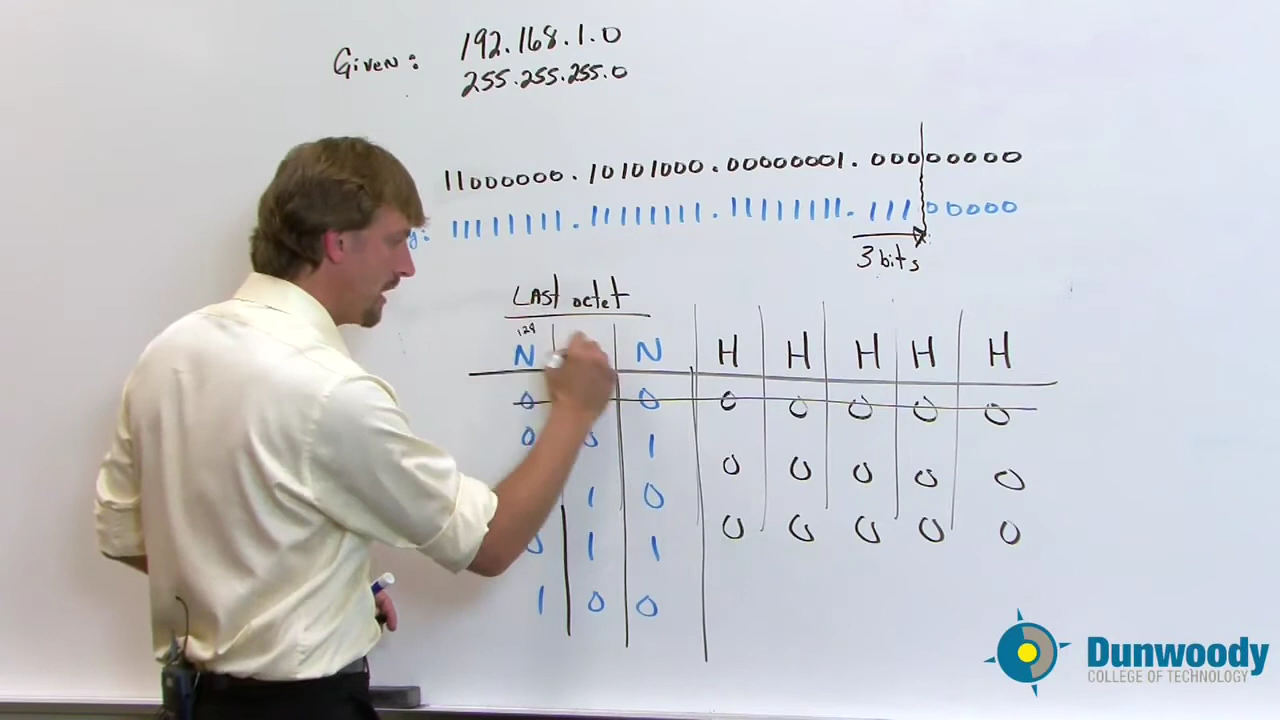 Given: 192.168.1.0
255.255.255.0
11000000.10101000.00000001.00000000
y: 11111111.11111111.11111111.11100000
3 bits
LAST octet
128
N N H H H H H
0 0 0 0 0 0 0
0 0 1 0 0 0 0 0
1 0 0 0 0 0 0
0 1 1
1 0 0
Dunwoody
COLLEGE OF TECHNOLOGY